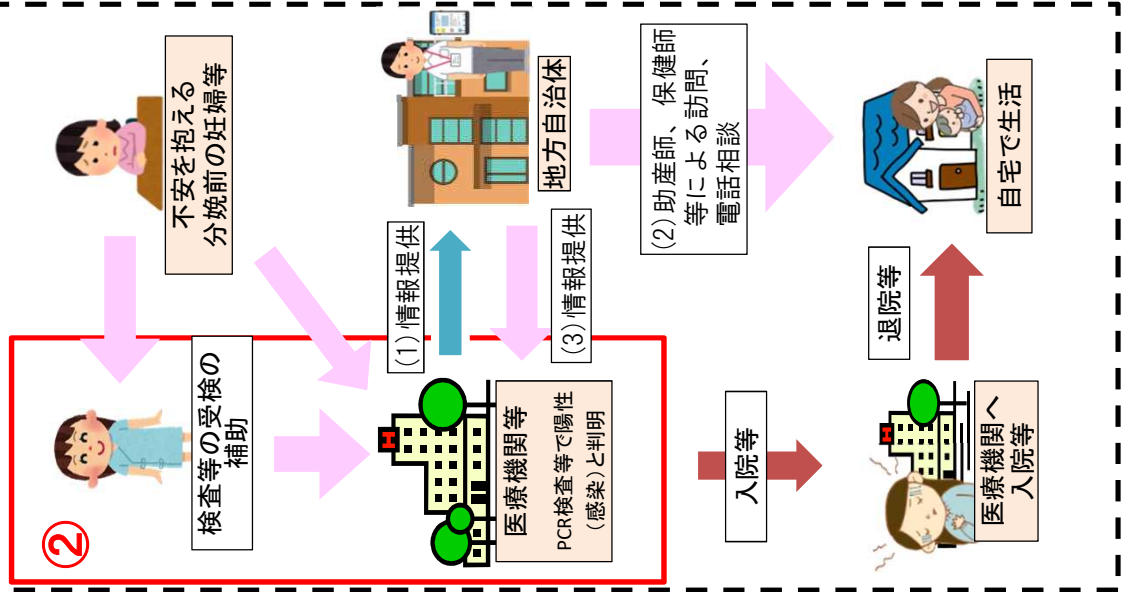 ②
不安を抱える
分娩前の妊婦等
検査等の受検の
補助
医療機関等
PCR検査等で陽性
（感染）と判明
(1)情報提供
地方自治体
(3)情報提供
(2)助産師、保健師
等による訪問、
電話相談
入院等
医療機関へ
入院等
退院等
自宅で生活